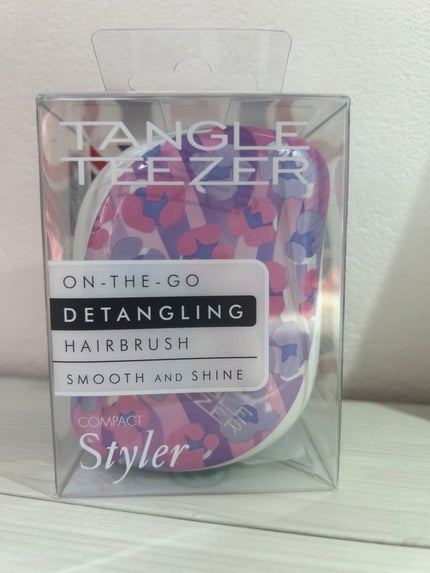 TANGLE
TEEZER
ON-THE-GO
DETANGLING
HAIRBRUSH
SMOOTH AND SHINE
COMPACT
Styler